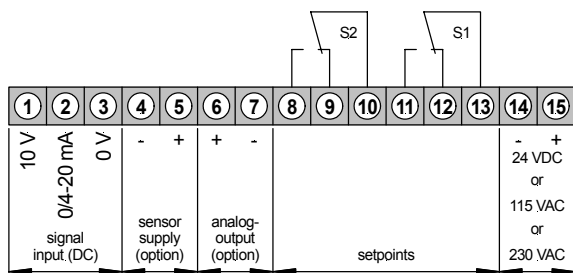 S2 S1
1 2 3 4 5 6 7 8 9 10 11 12 13 14 15
10 V
0/4-20 mA
0 V
- + + - - +
24 VDC
or
115 VAC
or
230 VAC
signal
input (DC)
sensor
supply (option)
analog-
output (option)
setpoints